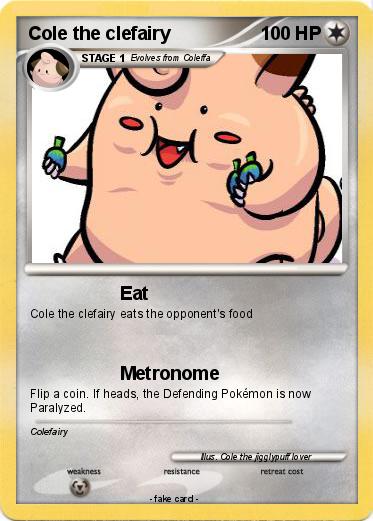 Cole the clefairy 100 HP
STAGE 1 Evolves from Coleffa
Eat
Cole the clefairy eats the opponent's food
Metronome
Flip a coin. If heads, the Defending Pokémon is now
Paralyzed.
Colefairy
Illus. Cole the jigglypuff lover
weakness resistance retreat cost
- fake card -